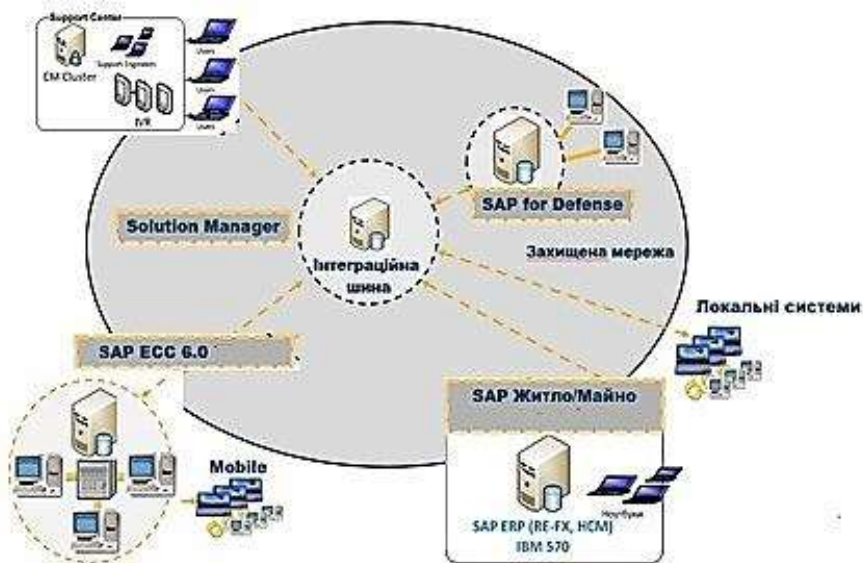 Support Center
CM Cluster
Support Engineers
IVR
Users
Users
Users
SAP for Defense
Solution Manager
Інтеграційна
шина
Захищена мережа
Локальні системи
SAP ECC 6.0
SAP Житло/Майно
Mobile
Ноутбуки
SAP ERP (RE-FX, HCM)
IBM 570